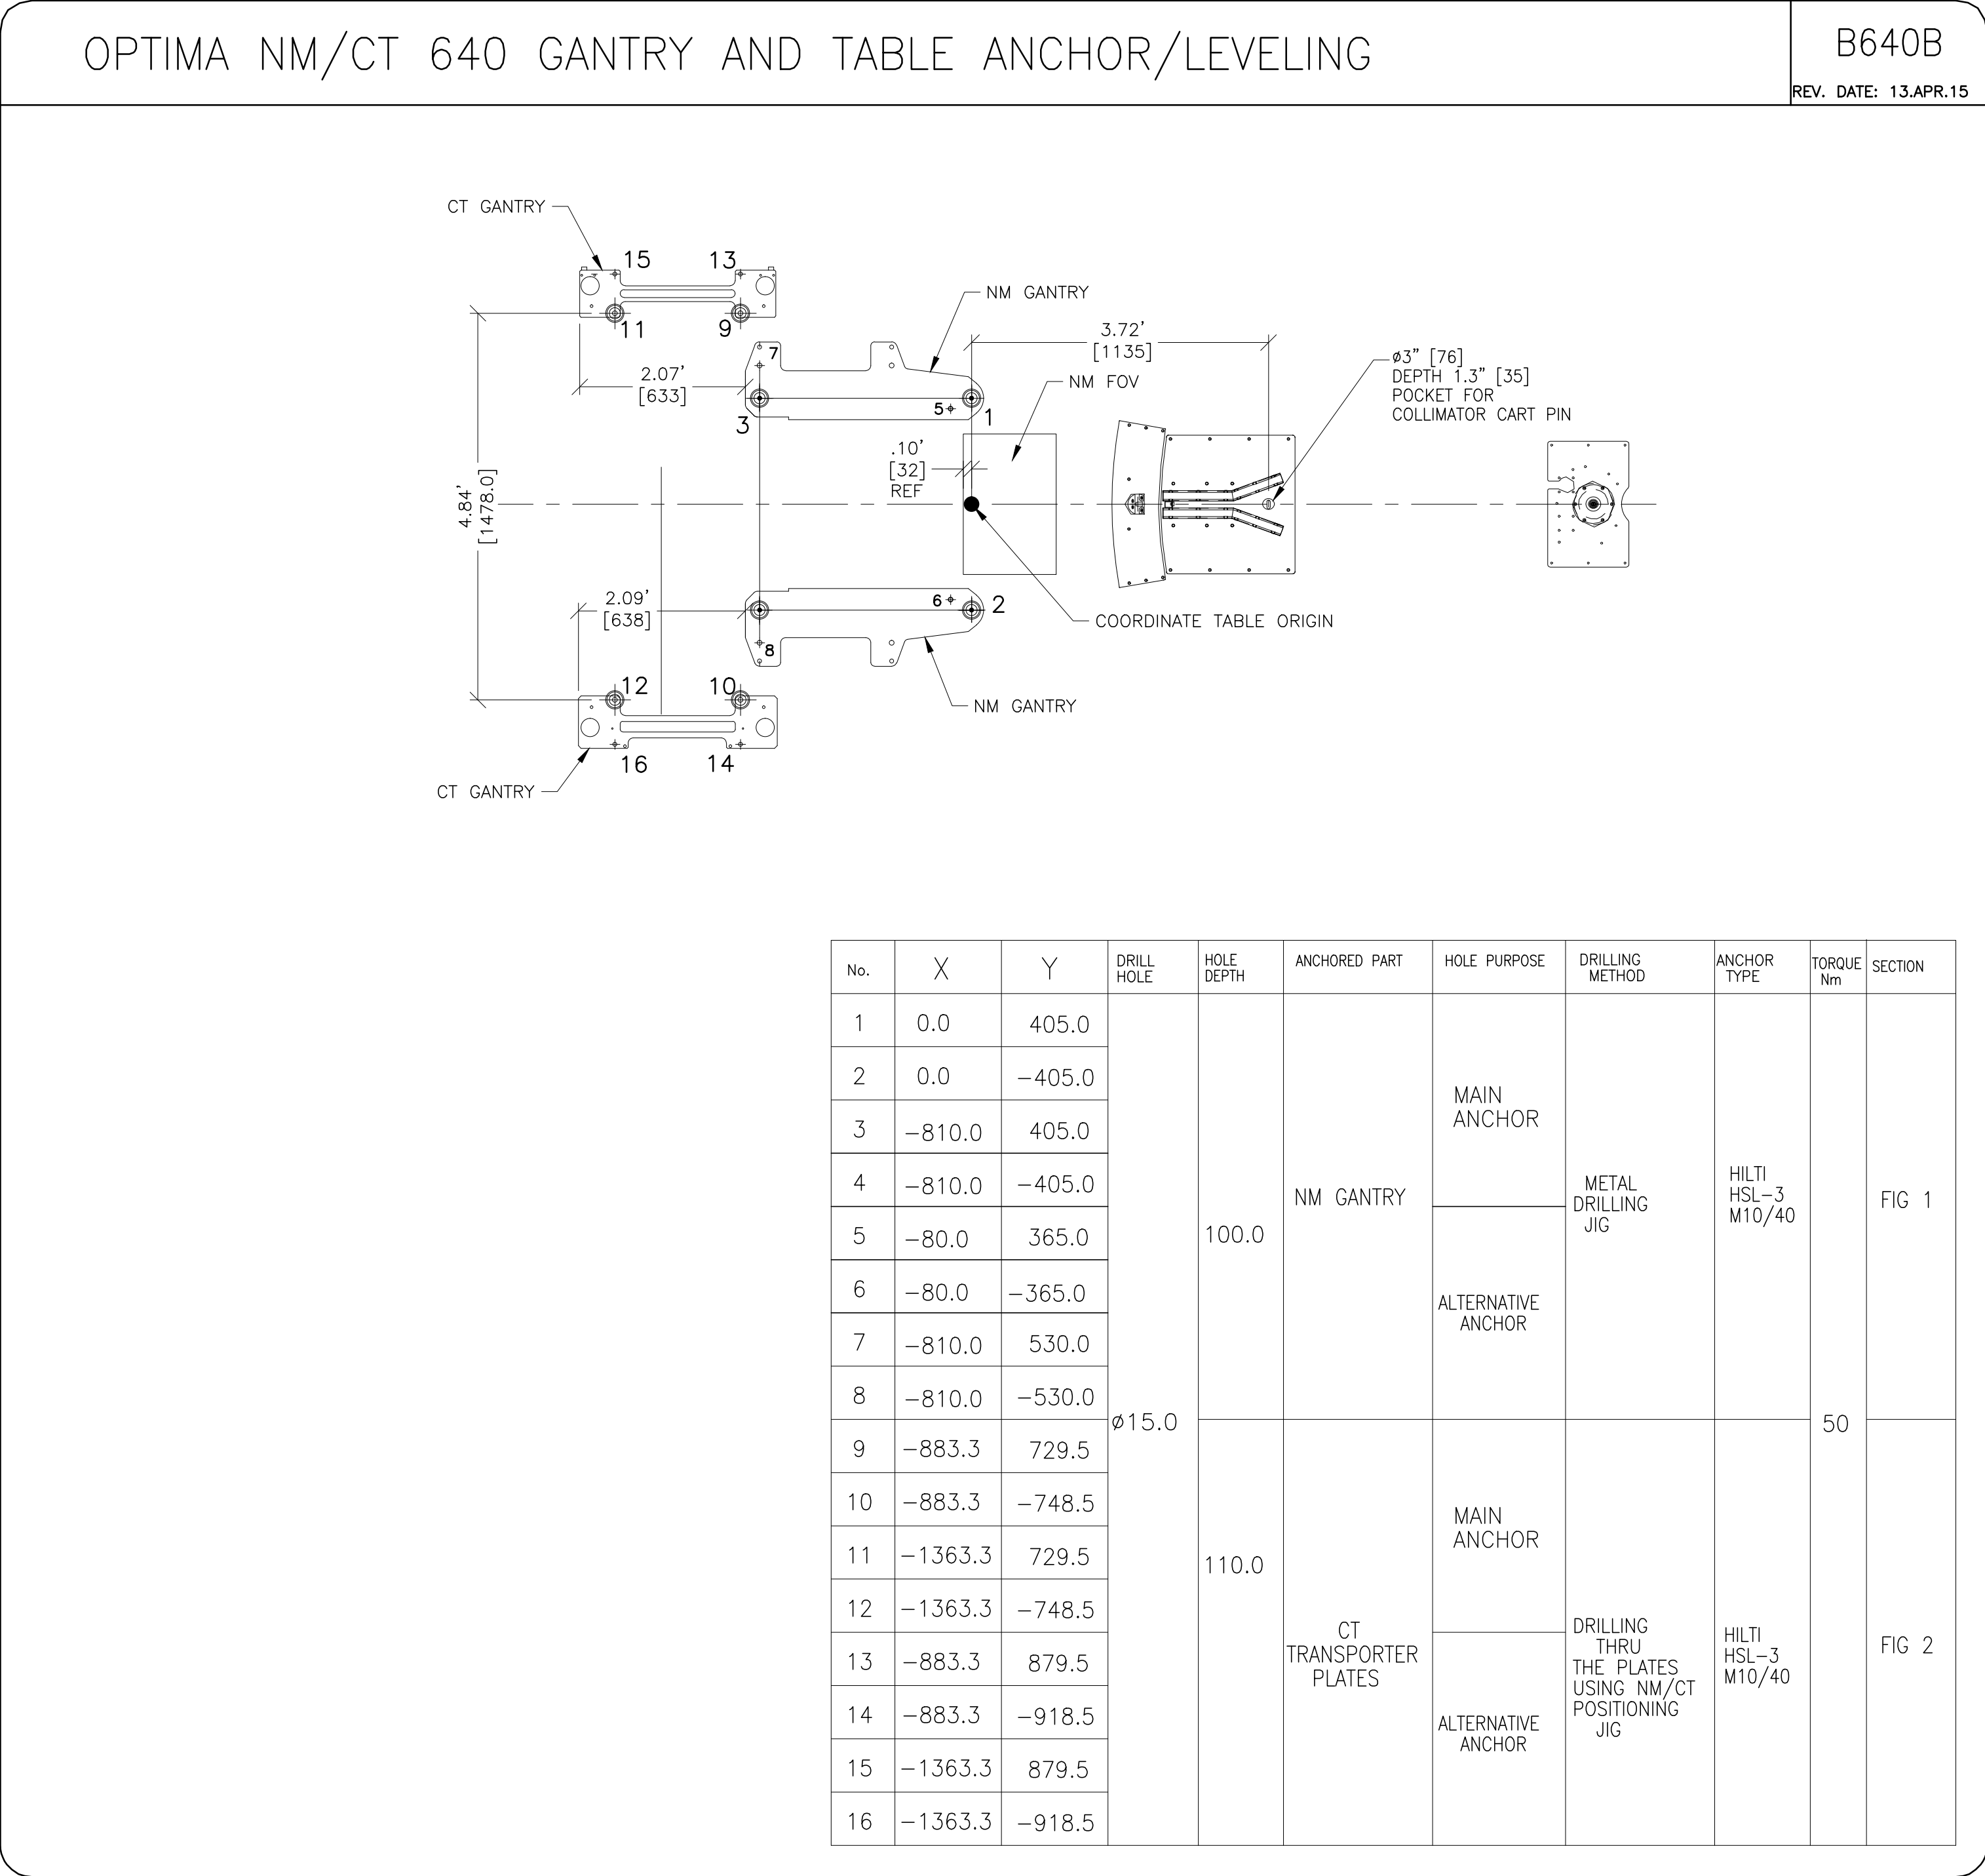 OPTIMA NM/CT 640 GANTRY AND TABLE ANCHOR/LEVELING
B640B
REV. DATE: 13.APR.15
CT GANTRY
15
13
11
9
NM GANTRY
3.72'
[1135]
ø3" [76]
DEPTH 1.3" [35]
POCKET FOR
COLLIMATOR CART PIN
7
2.07'
[633]
NM FOV
5
1
3
.10'
[32]
REF
4.84'
[1478.0]
2.09'
[638]
6
2
COORDINATE TABLE ORIGIN
8
12
10
NM GANTRY
16
14
CT GANTRY
No. X Y DRILL HOLE HOLE DEPTH ANCHORED PART HOLE PURPOSE DRILLING METHOD ANCHOR TYPE TORQUE Nm SECTION
1 0.0 405.0
2 0.0 −405.0
3 −810.0 405.0
4 −810.0 −405.0
5 −80.0 365.0
6 −80.0 −365.0
7 −810.0 530.0
8 −810.0 −530.0
9 −883.3 729.5
10 −883.3 −748.5
11 −1363.3 729.5
12 −1363.3 −748.5
13 −883.3 879.5
14 −883.3 −918.5
15 −1363.3 879.5
16 −1363.3 −918.5
ø15.0
100.0
110.0
NM GANTRY
CT
TRANSPORTER
PLATES
MAIN
ANCHOR
ALTERNATIVE
ANCHOR
MAIN
ANCHOR
ALTERNATIVE
ANCHOR
METAL
DRILLING
JIG
DRILLING
THRU
THE PLATES
USING NM/CT
POSITIONING
JIG
HILTI
HSL−3
M10/40
HILTI
HSL−3
M10/40
50
FIG 1
FIG 2